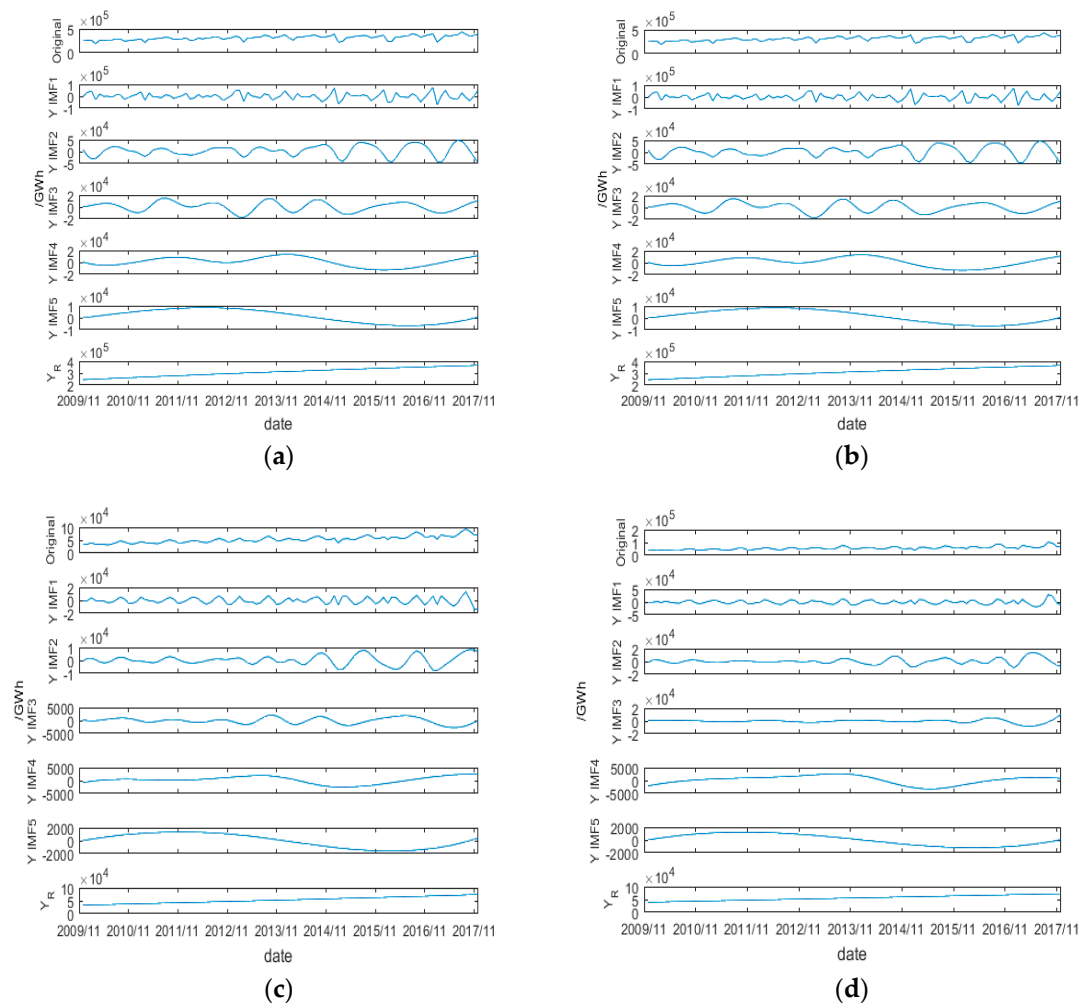 ×10^5
Original
5
0
×10^5
Y IMF1
1
0
-1
×10^4
Y IMF2
5
0
-5
/GWh
×10^4
Y IMF3
2
0
-2
×10^4
Y IMF4
2
0
-2
×10^4
Y IMF5
1
0
-1
×10^5
Y_R
4
3
2
2009/11 2010/11 2011/11 2012/11 2013/11 2014/11 2015/11 2016/11 2017/11
date
(a)
×10^5
Original
5
0
×10^5
Y IMF1
1
0
-1
×10^4
Y IMF2
5
0
-5
/GWh
×10^4
Y IMF3
2
0
-2
×10^4
Y IMF4
2
0
-2
×10^4
Y IMF5
1
0
-1
×10^5
Y_R
4
3
2
2009/11 2010/11 2011/11 2012/11 2013/11 2014/11 2015/11 2016/11 2017/11
date
(b)
×10^4
Original
10
5
0
×10^4
Y IMF1
2
0
-2
×10^4
Y IMF2
1
0
-1
/GWh
Y IMF3
5000
0
-5000
Y IMF4
5000
0
-5000
Y IMF5
2000
0
-2000
×10^4
Y_R
10
5
0
2009/11 2010/11 2011/11 2012/11 2013/11 2014/11 2015/11 2016/11 2017/11
date
(c)
×10^5
Original
2
1
0
×10^4
Y IMF1
5
0
-5
×10^4
Y IMF2
2
0
-2
/GWh
×10^4
Y IMF3
2
0
-2
Y IMF4
5000
0
-5000
Y IMF5
2000
0
-2000
×10^4
Y_R
10
5
0
2009/11 2010/11 2011/11 2012/11 2013/11 2014/11 2015/11 2016/11 2017/11
date
(d)